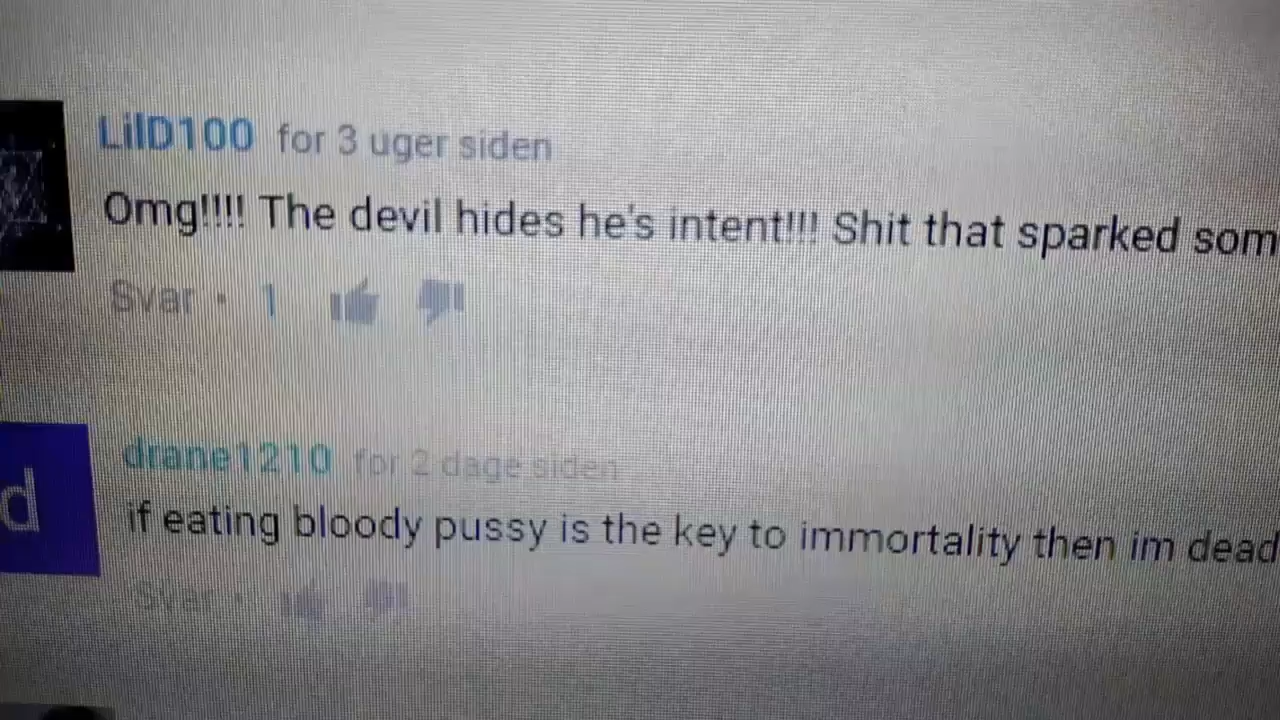 LilD100 for 3 uger siden
Omg!!!! The devil hides he's intent!!! Shit that sparked som
Svar • 1
d
drane1210 for 2 dage siden
if eating bloody pussy is the key to immortality then im dead
Svar •